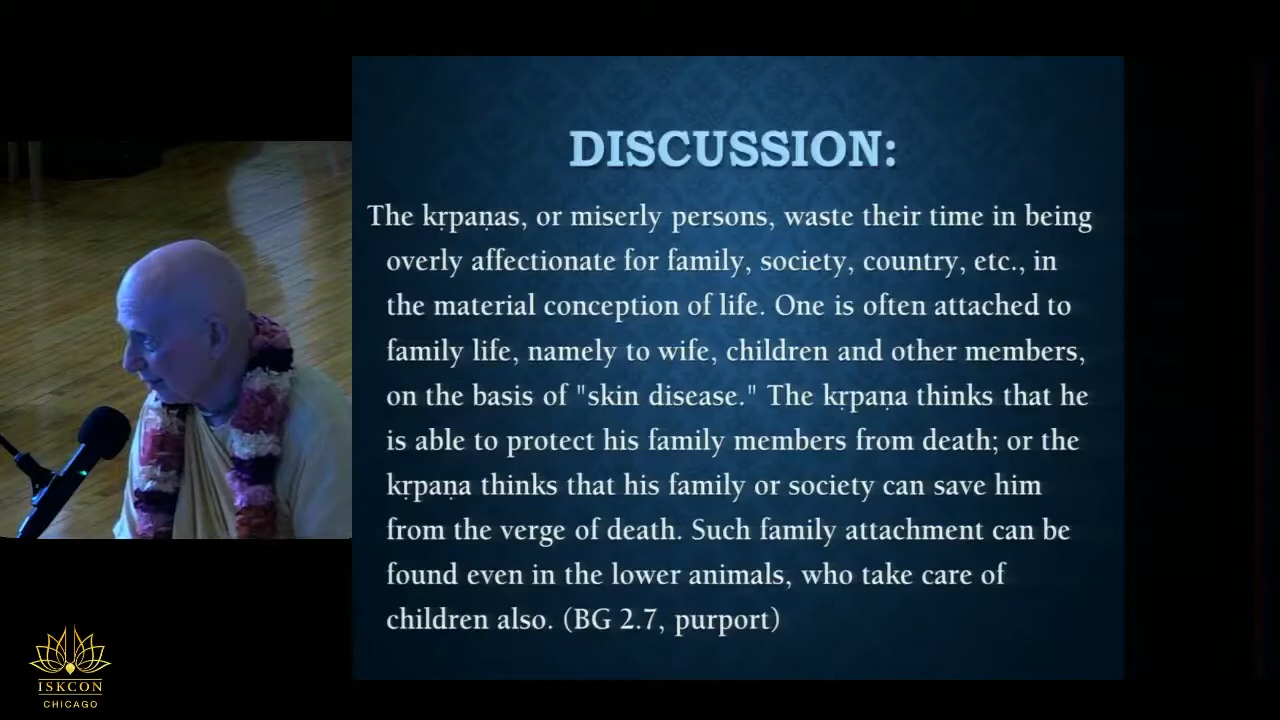 DISCUSSION:
The kṛpaṇas, or miserly persons, waste their time in being
overly affectionate for family, society, country, etc., in
the material conception of life. One is often attached to
family life, namely to wife, children and other members,
on the basis of "skin disease." The kṛpaṇa thinks that he
is able to protect his family members from death; or the
kṛpaṇa thinks that his family or society can save him
from the verge of death. Such family attachment can be
found even in the lower animals, who take care of
children also. (BG 2.7, purport)
ISKCON
CHICAGO